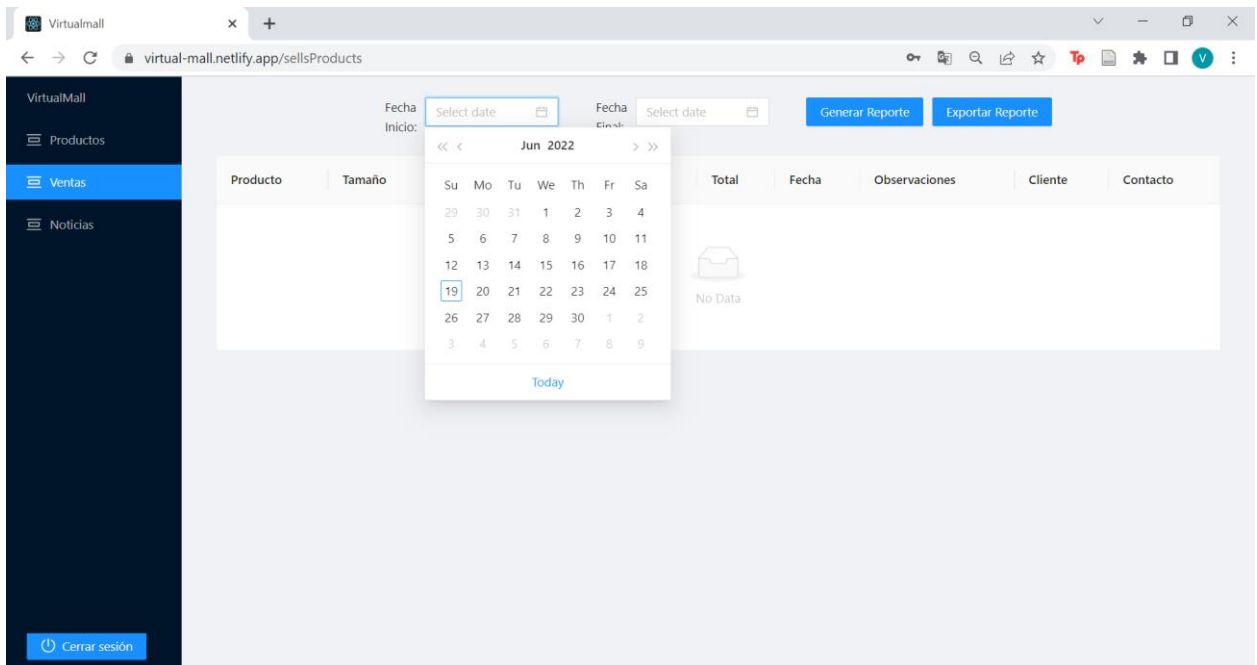 Virtualmall
virtual-mall.netlify.app/sellsProducts
Tp
V
VirtualMall
Productos
Ventas
Noticias
Cerrar sesión
Fecha Inicio:
Select date
Fecha Final:
Select date
Generar Reporte
Exportar Reporte
Producto Tamaño Total Fecha Observaciones Cliente Contacto
Jun 2022
Su Mo Tu We Th Fr Sa
29 30 31 1 2 3 4
5 6 7 8 9 10 11
12 13 14 15 16 17 18
19 20 21 22 23 24 25
26 27 28 29 30 1 2
3 4 5 6 7 8 9
Today
No Data